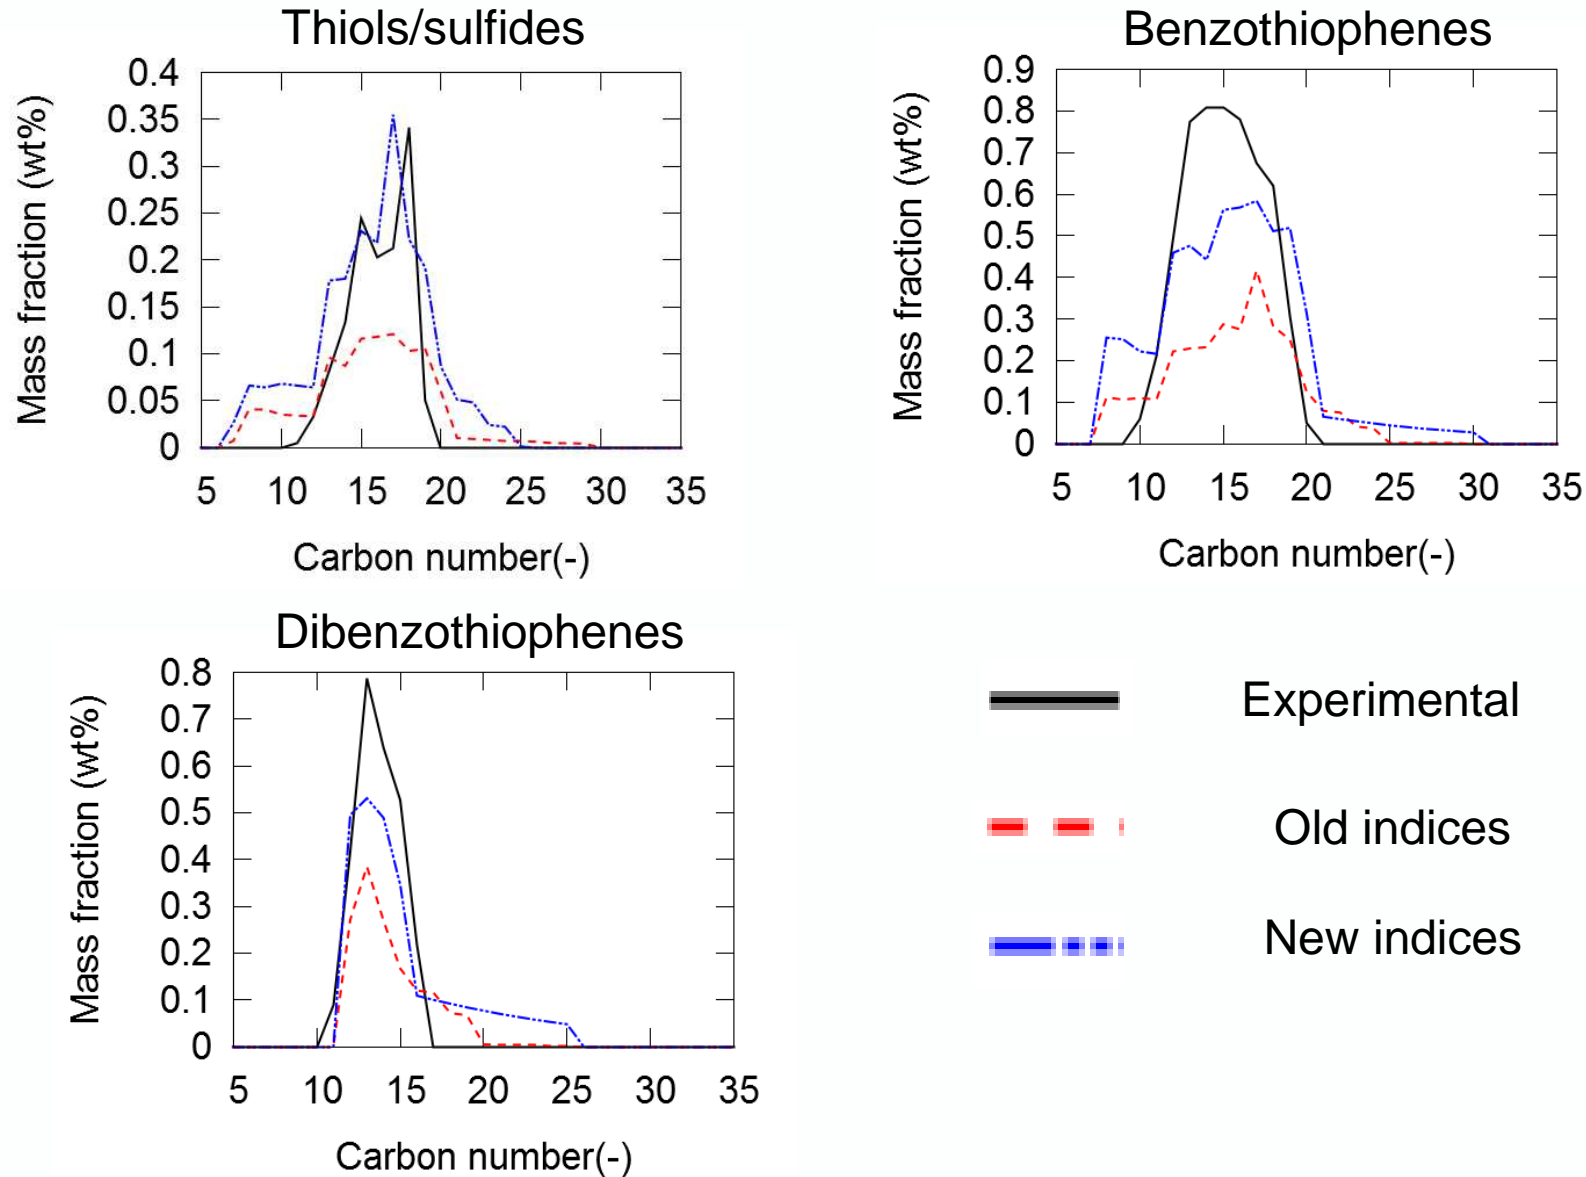 Thiols/sulfides
0.4
0.35
0.3
0.25
0.2
0.15
0.1
0.05
0
Mass fraction (wt%)
5 10 15 20 25 30 35
Carbon number(-)
Benzothiophenes
0.9
0.8
0.7
0.6
0.5
0.4
0.3
0.2
0.1
0
Mass fraction (wt%)
5 10 15 20 25 30 35
Carbon number(-)
Dibenzothiophenes
0.8
0.7
0.6
0.5
0.4
0.3
0.2
0.1
0
Mass fraction (wt%)
5 10 15 20 25 30 35
Carbon number(-)
Experimental
Old indices
New indices